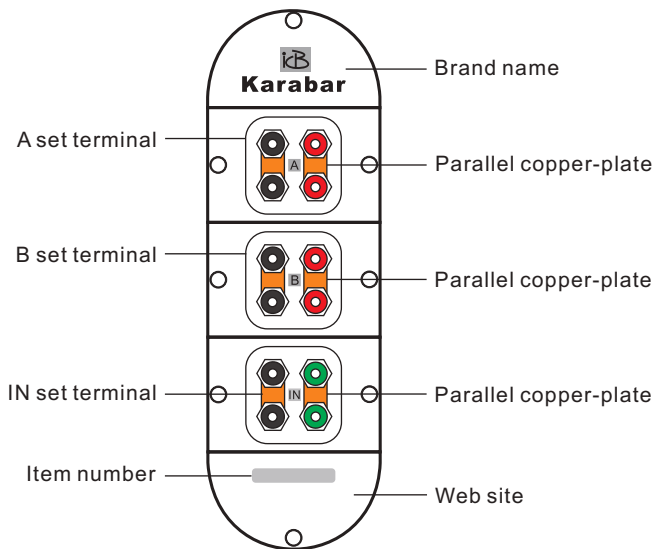 icB
Karabar
Brand name
A set terminal
A
Parallel copper-plate
B set terminal
B
Parallel copper-plate
IN set terminal
IN
Parallel copper-plate
Item number
Web site